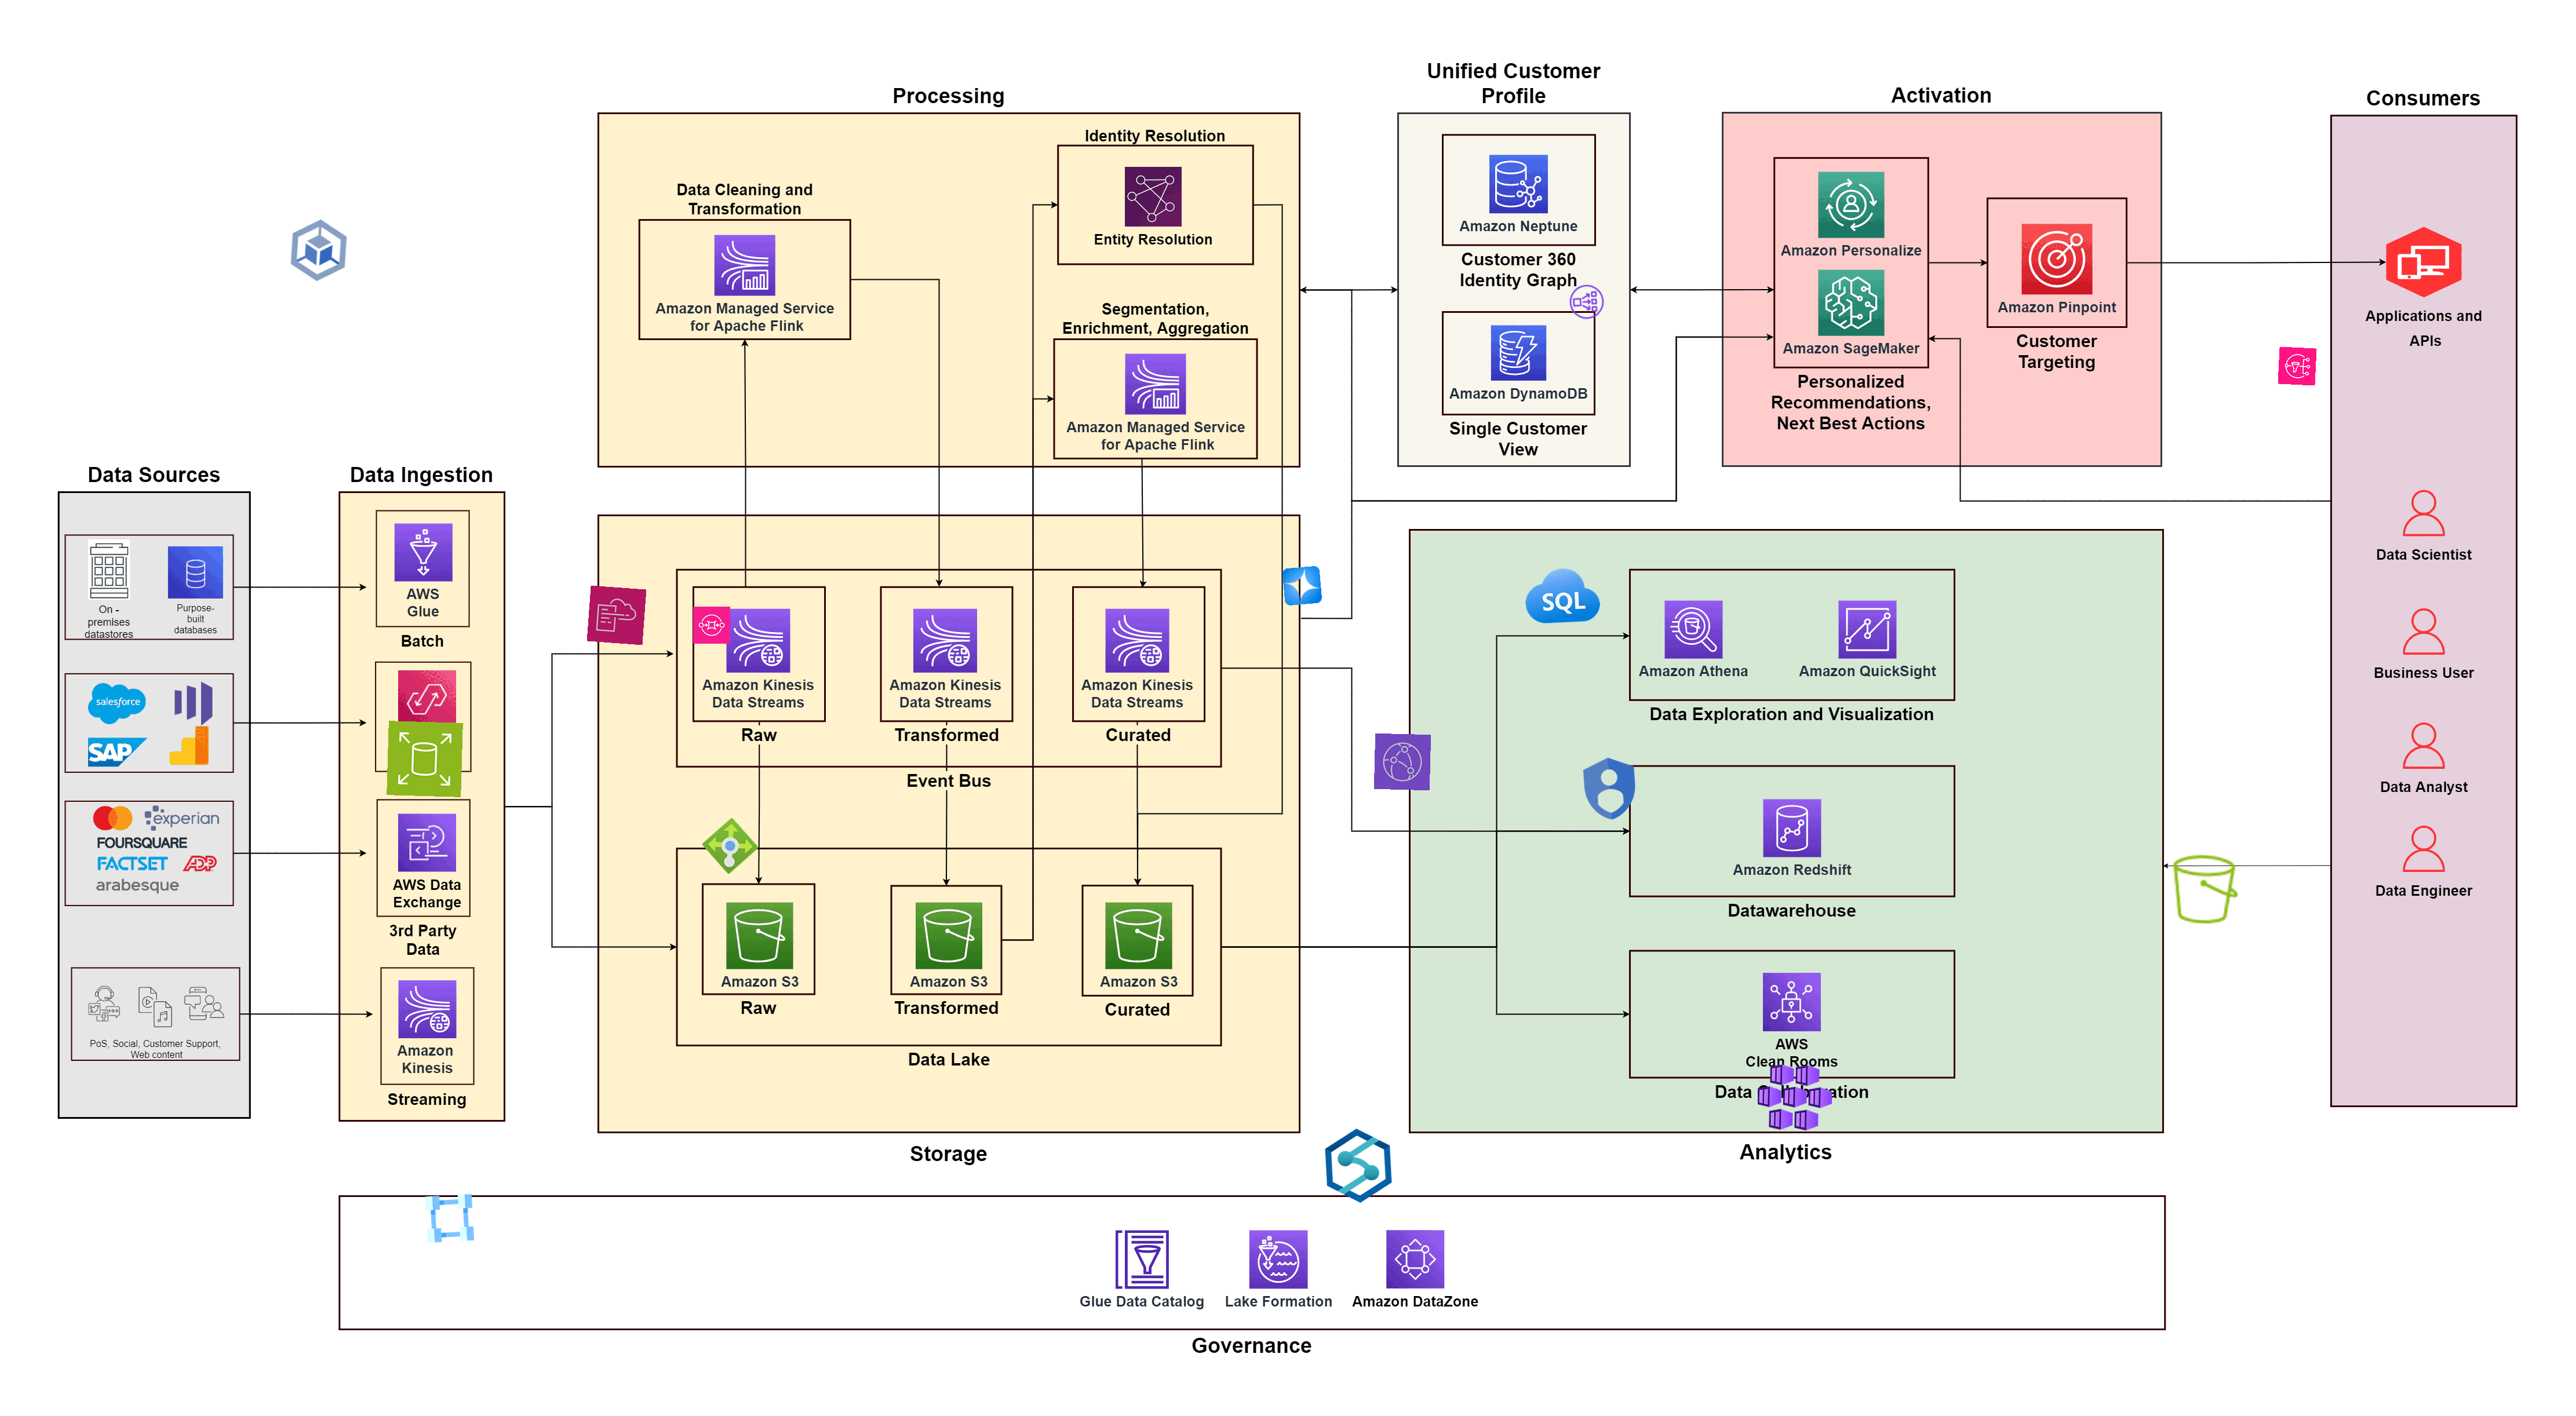 Unified Customer
Profile
Processing
Activation
Consumers
Identity Resolution
Entity Resolution
Data Cleaning and
Transformation
Amazon Managed Service
for Apache Flink
Segmentation,
Enrichment, Aggregation
Amazon Managed Service
for Apache Flink
Amazon Neptune
Customer 360
Identity Graph
Amazon DynamoDB
Single Customer
View
Amazon Personalize
Amazon SageMaker
Personalized
Recommendations,
Next Best Actions
Amazon Pinpoint
Customer
Targeting
Applications and
APIs
Data Scientist
Business User
Data Analyst
Data Engineer
Data Sources
On -
premises
datastores
Purpose-
built
databases
salesforce
SAP
experian
FOURSQUARE
FACTSET
ADP
arabesque
PoS, Social, Customer Support,
Web content
Data Ingestion
AWS
Glue
Batch
AWS Data
Exchange
3rd Party
Data
Amazon
Kinesis
Streaming
Amazon Kinesis
Data Streams
Raw
Amazon Kinesis
Data Streams
Transformed
Amazon Kinesis
Data Streams
Curated
Event Bus
Amazon S3
Raw
Amazon S3
Transformed
Amazon S3
Curated
Data Lake
Storage
SQL
Amazon Athena
Amazon QuickSight
Data Exploration and Visualization
Amazon Redshift
Datawarehouse
AWS
Clean Rooms
Data
Analytics
Glue Data Catalog
Lake Formation
Amazon DataZone
Governance